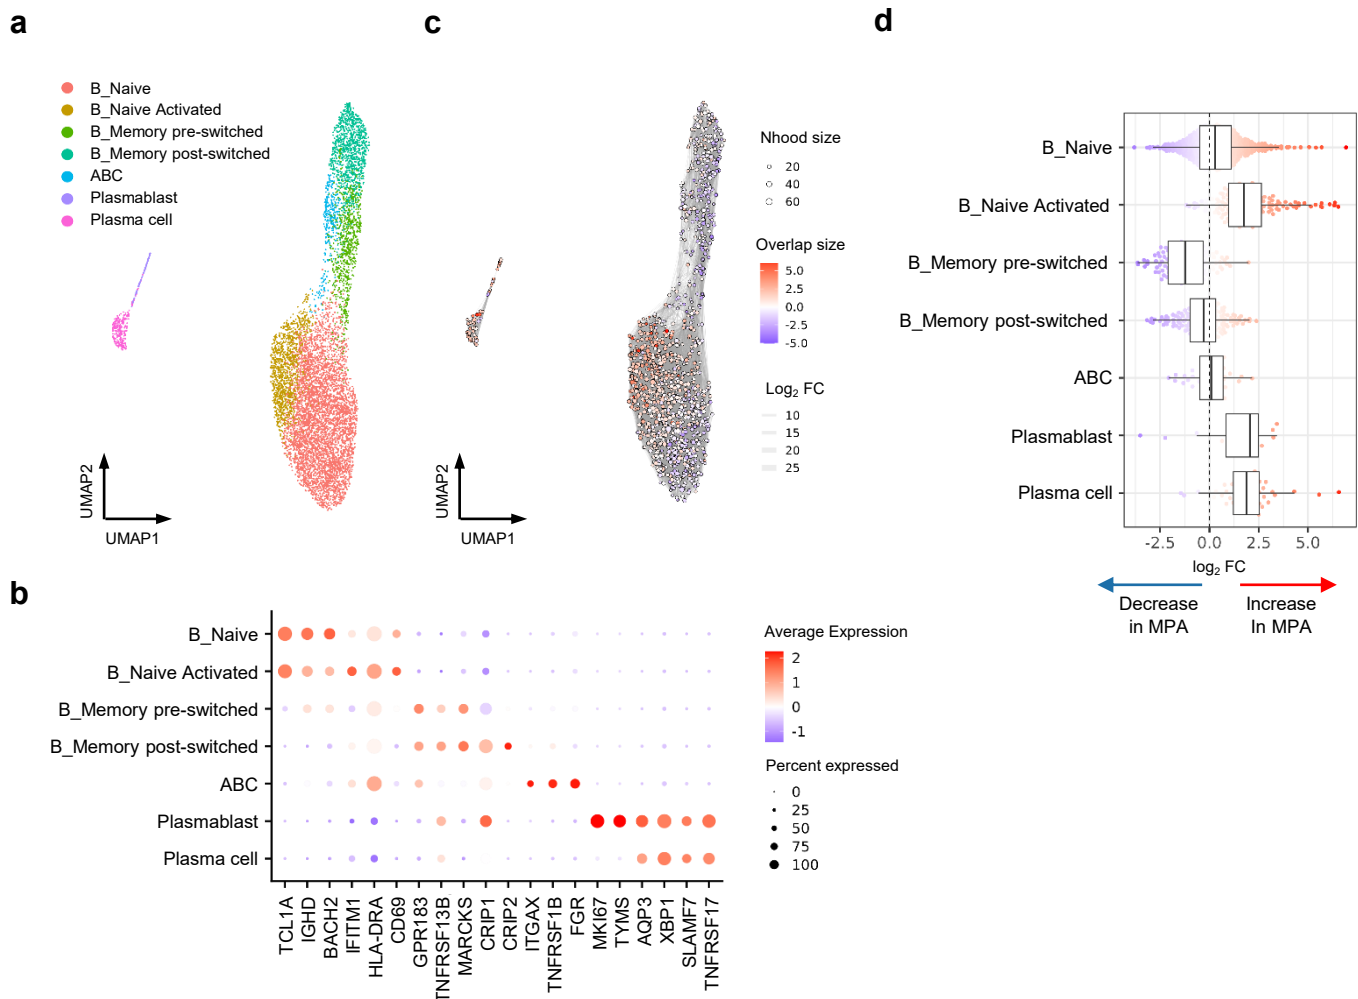 a
B_Naive
B_Naive Activated
B_Memory pre-switched
B_Memory post-switched
ABC
Plasmablast
Plasma cell
UMAP2
UMAP1
c
Nhood size
20
40
60
Overlap size
5.0
2.5
0.0
-2.5
-5.0
Log2 FC
10
15
20
25
UMAP2
UMAP1
d
B_Naive
B_Naive Activated
B_Memory pre-switched
B_Memory post-switched
ABC
Plasmablast
Plasma cell
-2.5 0.0 2.5 5.0
log2 FC
Decrease
in MPA
Increase
In MPA
b
B_Naive
B_Naive Activated
B_Memory pre-switched
B_Memory post-switched
ABC
Plasmablast
Plasma cell
TCL1A
IGHD
BACH2
IFITM1
HLA-DRA
CD69
GPR183
TNFRSF13B
MARCKS
CRIP1
CRIP2
ITGAX
TNFRSF1B
FGR
MKI67
TYMS
AQP3
XBP1
SLAMF7
TNFRSF17
Average Expression
2
1
0
-1
Percent expressed
0
25
50
75
100